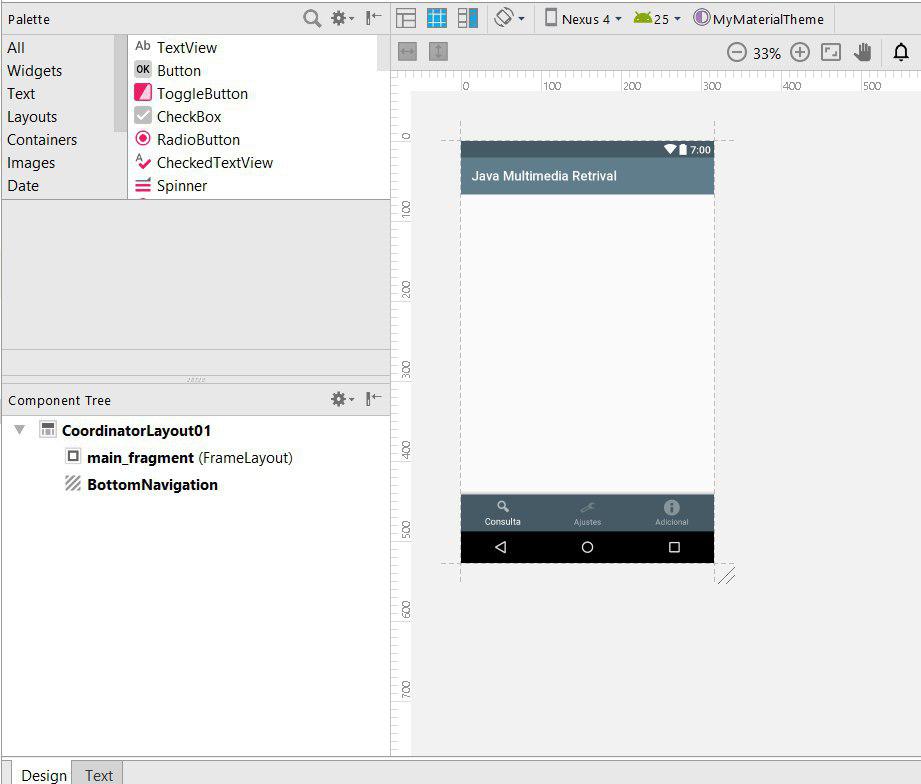 Palette
Nexus 4
25
MyMaterialTheme
All
Widgets
Text
Layouts
Containers
Images
Date
Ab TextView
OK Button
ToggleButton
CheckBox
RadioButton
CheckedTextView
Spinner
33%
0 100 200 300 400 500
0
100
200
300
400
500
600
700
7:00
Java Multimedia Retrival
Consulta
Ajustes
Adicional
Component Tree
CoordinatorLayout01
main_fragment (FrameLayout)
BottomNavigation
Design
Text